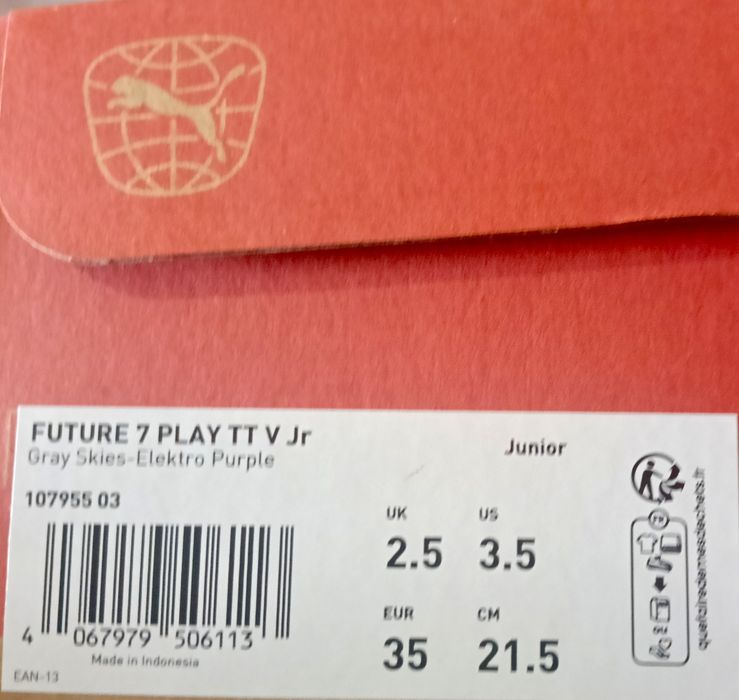 FUTURE 7 PLAY TT V Jr
Gray Skies-Elektro Purple
Junior
107955 03
UK
US
2.5
3.5
EUR
CM
35
21.5
4 067979 506113
Made in Indonesia
EAN-13
quefairedemesdechets.fr